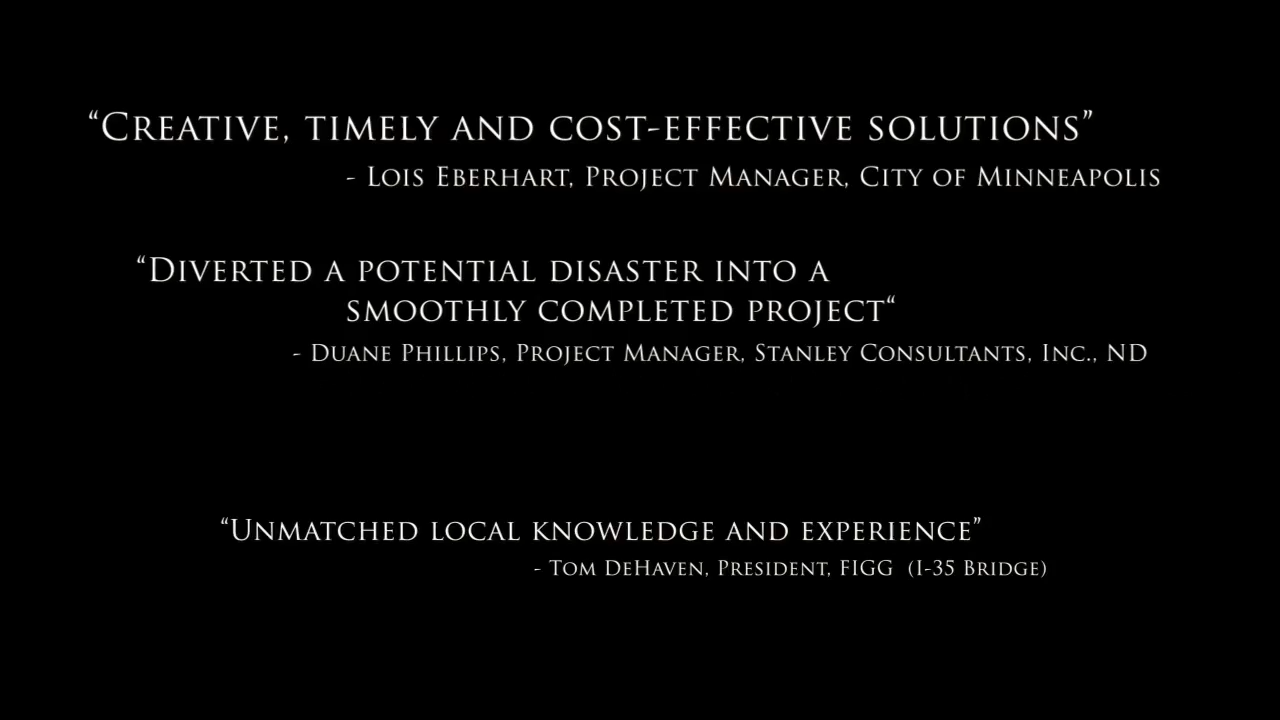 “Creative, timely and cost-effective solutions”
- Lois Eberhart, Project Manager, City of Minneapolis
“Diverted a potential disaster into a
smoothly completed project“
- Duane Phillips, Project Manager, Stanley Consultants, Inc., ND
“Unmatched local knowledge and experience”
- Tom DeHaven, President, FIGG (I-35 Bridge)